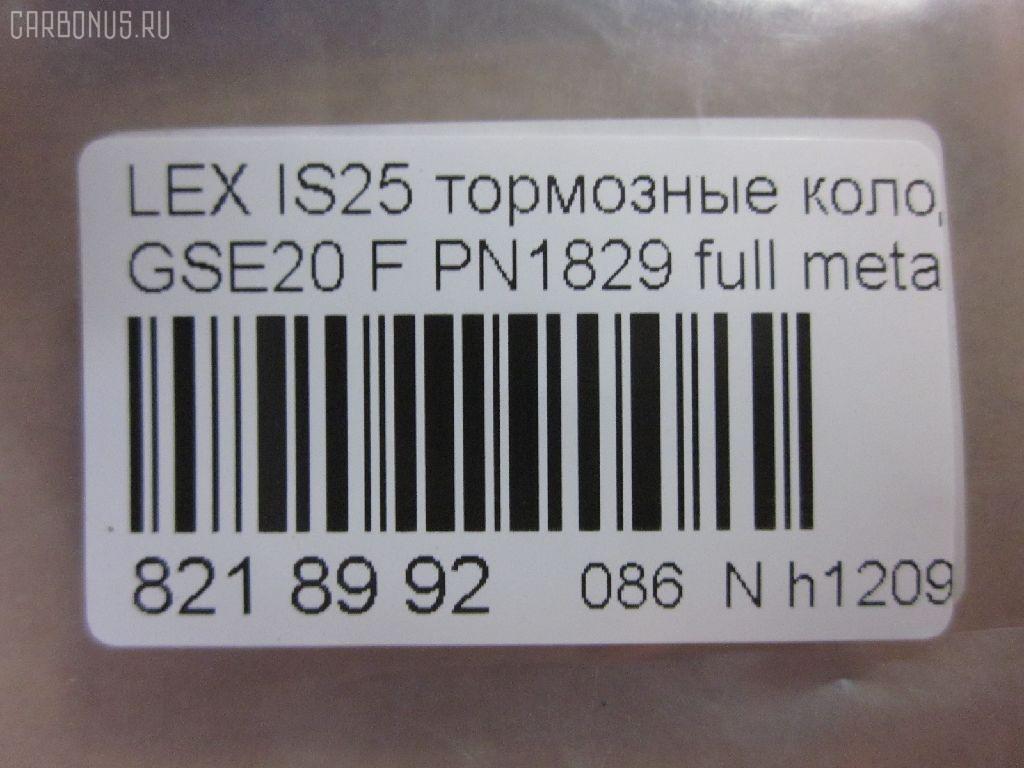 CARBONUS.RU
LEX IS25 тормозные коло,
GSE20 F PN1829 full meta
821 89 92 086 N h1209